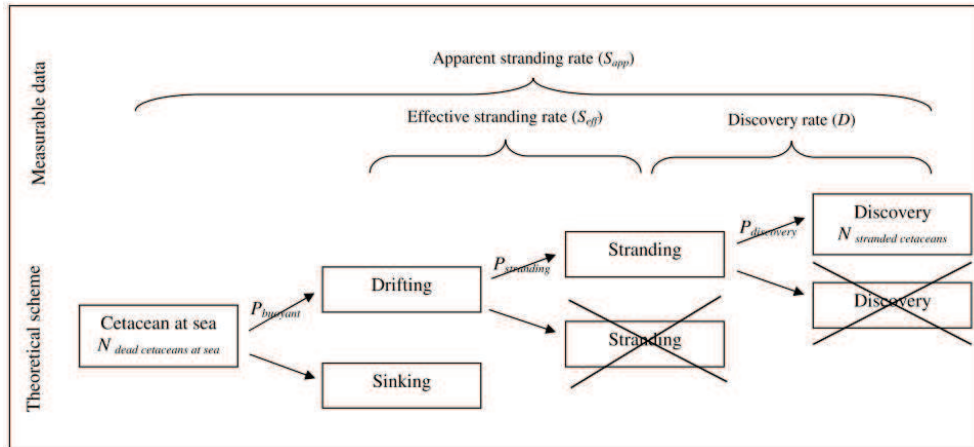 Measurable data
Apparent stranding rate (Sapp)
Effective stranding rate (Seff)
Discovery rate (D)
Theoretical scheme
Cetacean at sea
N dead cetaceans at sea
Pbuoyant
Drifting
Sinking
Pstranding
Stranding
Stranding
Pdiscovery
Discovery
N stranded cetaceans
Discovery